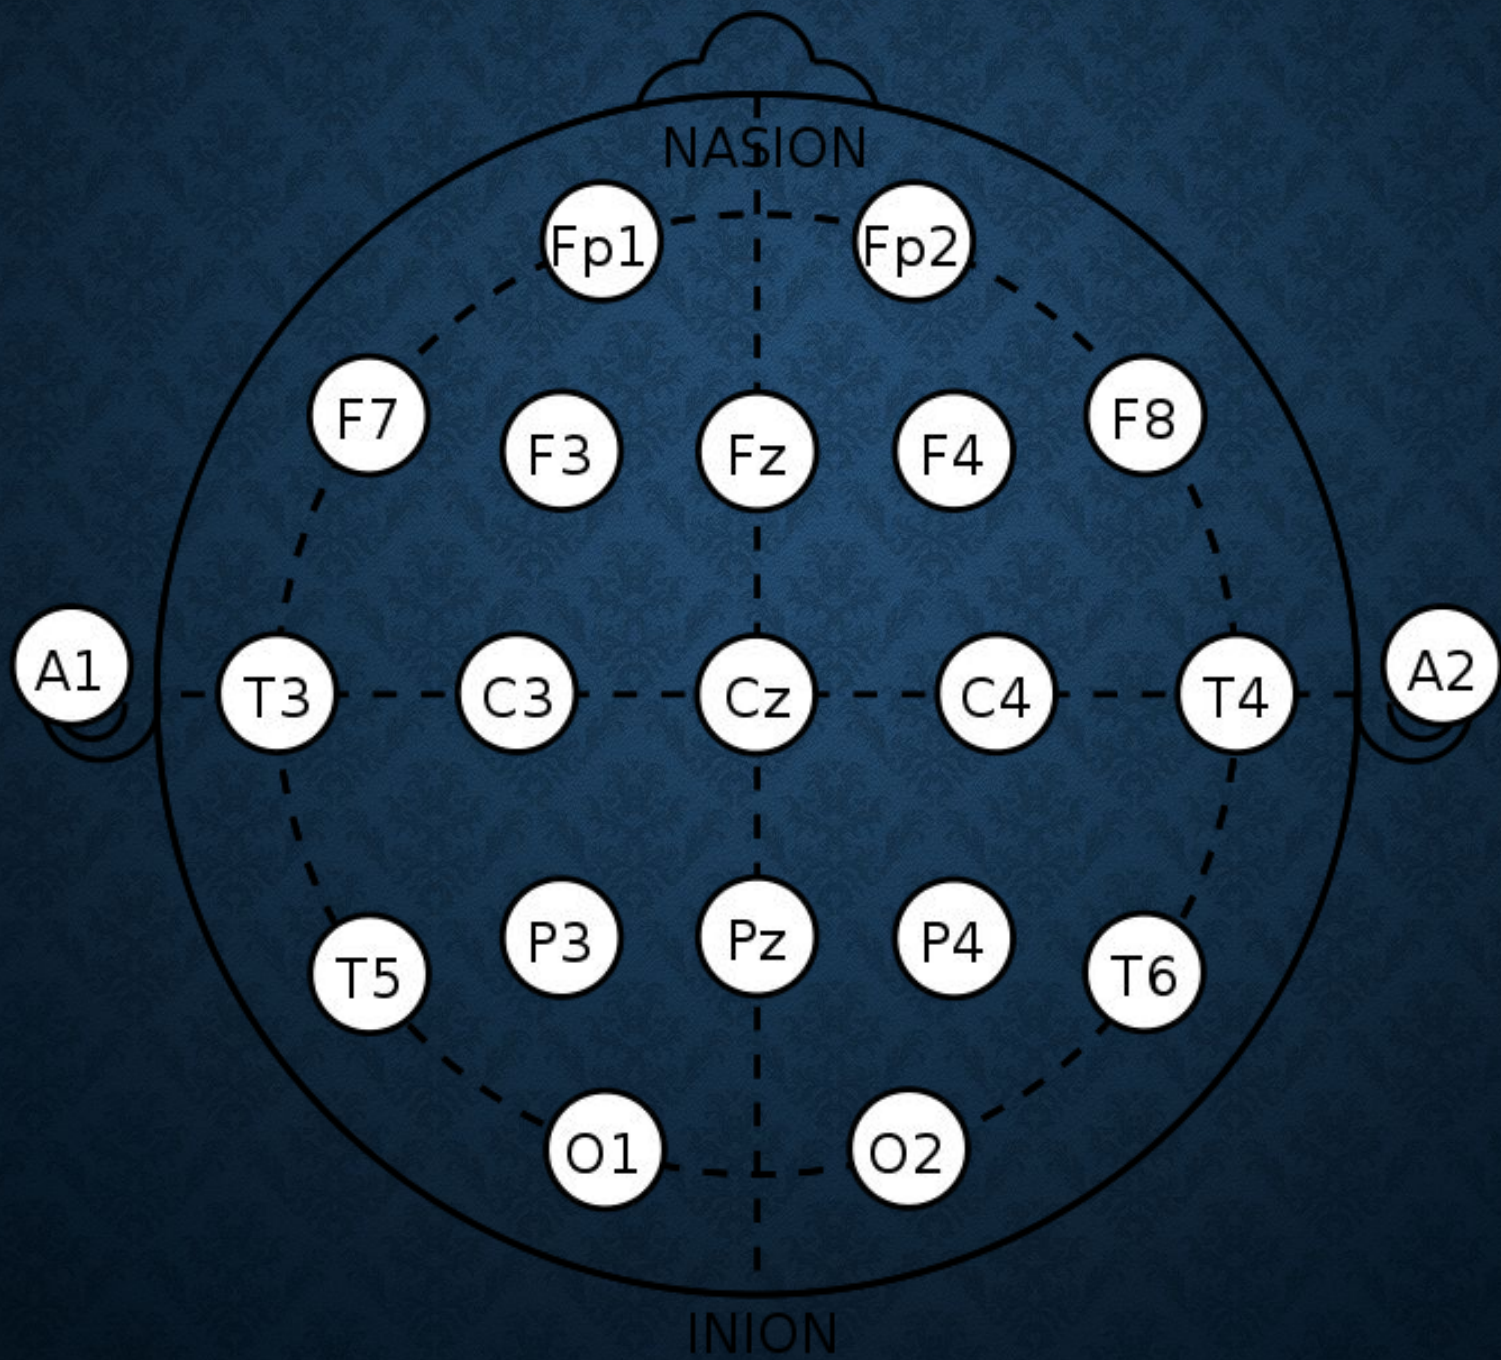 NASION
Fp1 Fp2
F7 F3 Fz F4 F8
A1 T3 C3 Cz C4 T4 A2
T5 P3 Pz P4 T6
O1 O2
INION